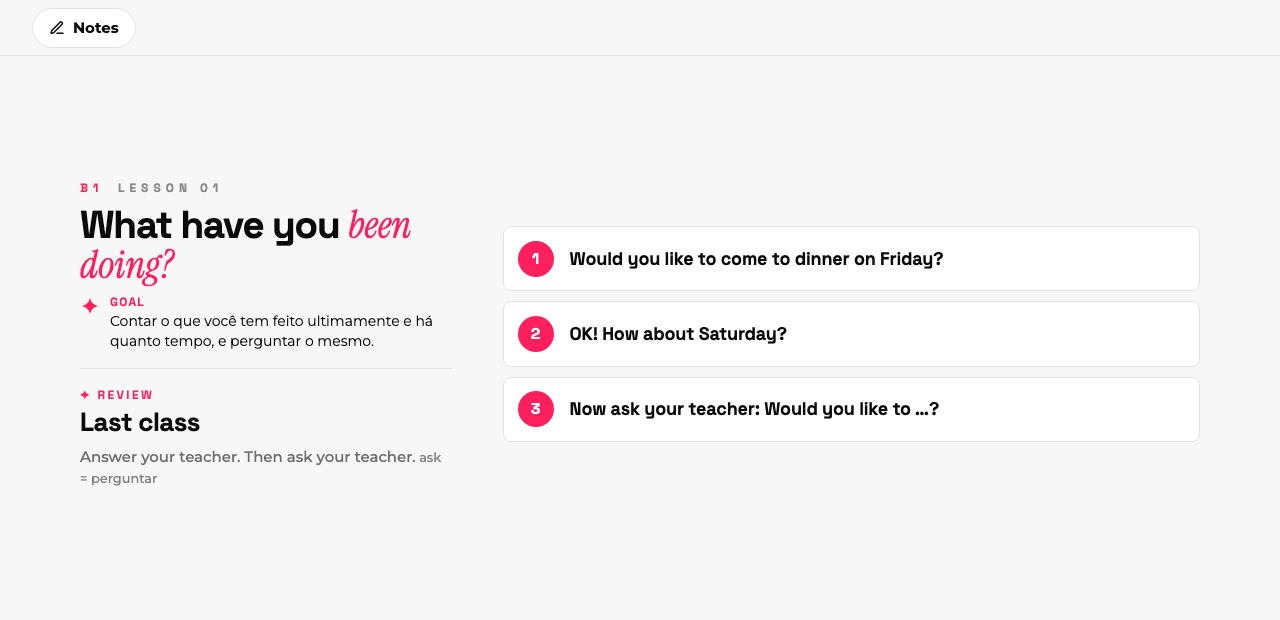 Notes
B1 LESSON 01
What have you been
doing?
GOAL
Contar o que você tem feito ultimamente e há
quanto tempo, e perguntar o mesmo.
REVIEW
Last class
Answer your teacher. Then ask your teacher. ask
= perguntar
1 Would you like to come to dinner on Friday?
2 OK! How about Saturday?
3 Now ask your teacher: Would you like to ...?